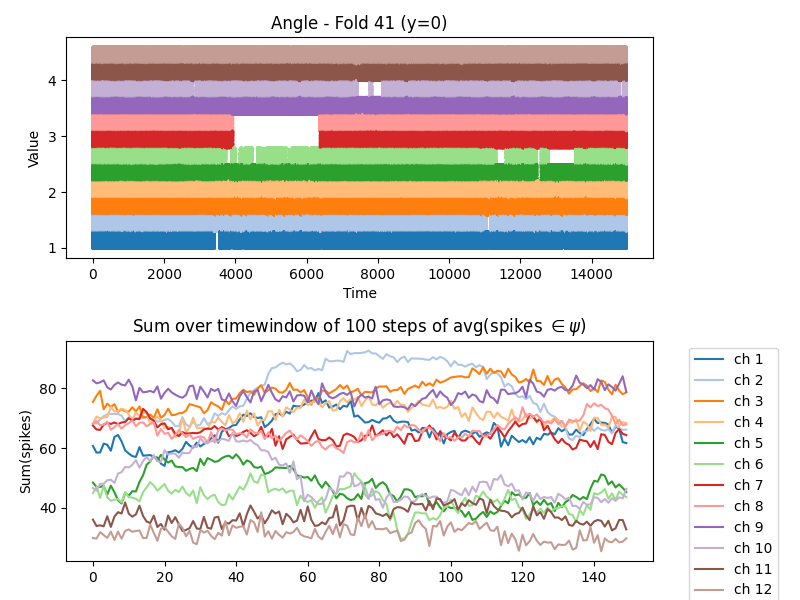 Angle - Fold 41 (y=0)
Value
4
3
2
1
0 2000 4000 6000 8000 10000 12000 14000
Time
Sum over timewindow of 100 steps of avg(spikes ∈ψ)
Sum(spikes)
80
60
40
0 20 40 60 80 100 120 140
ch 1
ch 2
ch 3
ch 4
ch 5
ch 6
ch 7
ch 8
ch 9
ch 10
ch 11
ch 12